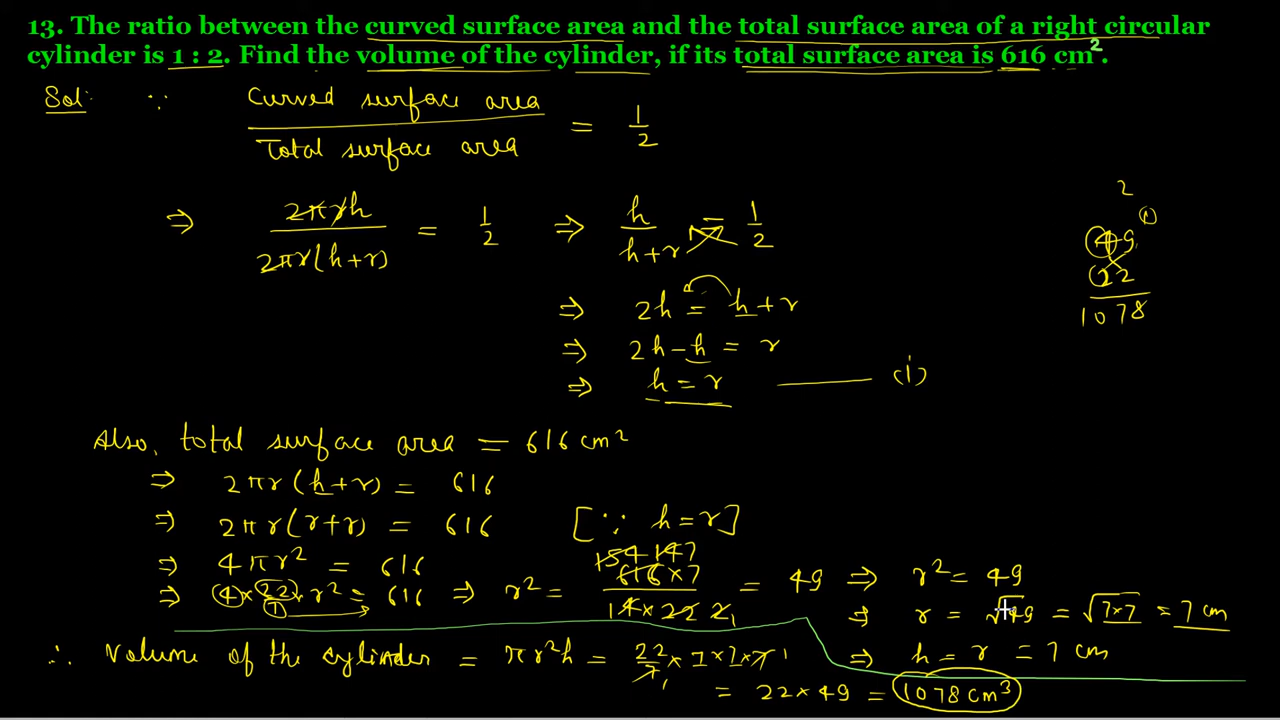 13. The ratio between the curved surface area and the total surface area of a right circular
cylinder is 1 : 2. Find the volume of the cylinder, if its total surface area is 616 cm².
Sol: ∵ Curved surface area / Total surface area = 1/2
⇒ 2πrh / 2πr(h+r) = 1/2 ⇒ h/h+r = 1/2
⇒ 2h = h+r
⇒ 2h-h = r
⇒ h = r —— (i)
2
(1)
49
22
1078
Also, total surface area = 616 cm²
⇒ 2πr(h+r) = 616
⇒ 2πr(r+r) = 616 [∵ h=r]
⇒ 4πr² = 616
⇒ 4 × 22/7 × r² = 616 ⇒ r² = 616×7 / 4×22 = 49 ⇒ r² = 49
⇒ r = √49 = √7×7 = 7 cm
⇒ h = r = 7 cm
∴ Volume of the cylinder = πr²h = 22/7 × 7×7×7
= 22×49 = 1078 cm³